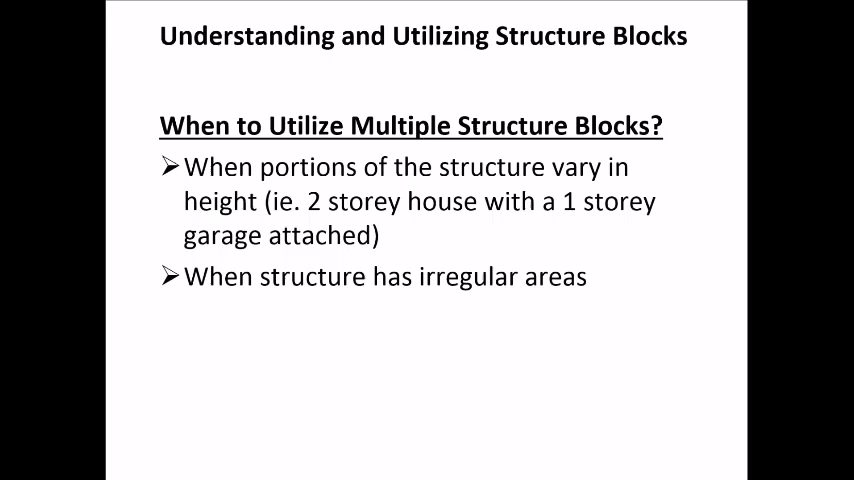 Understanding and Utilizing Structure Blocks
When to Utilize Multiple Structure Blocks?
➢When portions of the structure vary in
height (ie. 2 storey house with a 1 storey
garage attached)
➢When structure has irregular areas